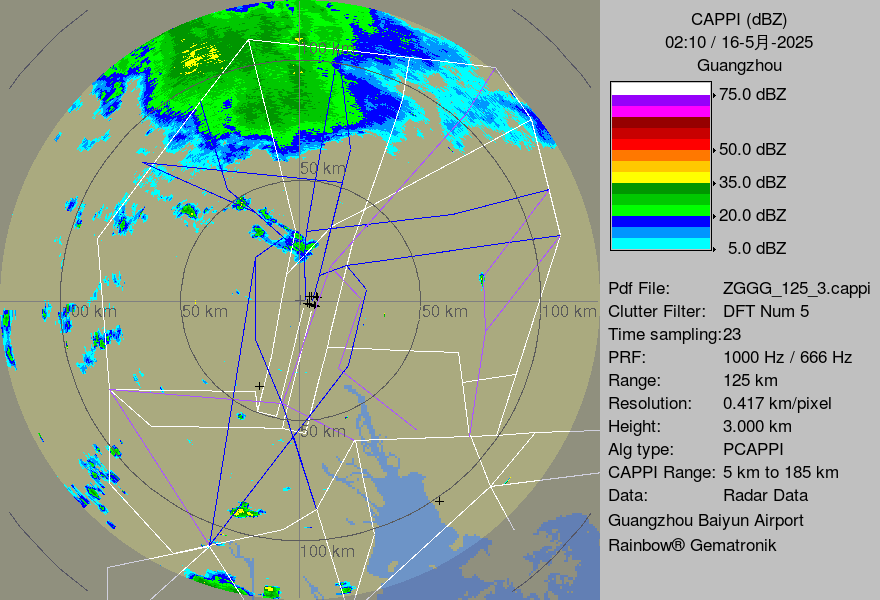 CAPPI (dBZ)
02:10 / 16-5月-2025
Guangzhou
75.0 dBZ
50.0 dBZ
35.0 dBZ
20.0 dBZ
5.0 dBZ
Pdf File: ZGGG_125_3.cappi
Clutter Filter: DFT Num 5
Time sampling:23
PRF: 1000 Hz / 666 Hz
Range: 125 km
Resolution: 0.417 km/pixel
Height: 3.000 km
Alg type: PCAPPI
CAPPI Range: 5 km to 185 km
Data: Radar Data
Guangzhou Baiyun Airport
Rainbow® Gematronik
100 km
50 km
100 km
50 km
50 km
100 km
50 km
100 km